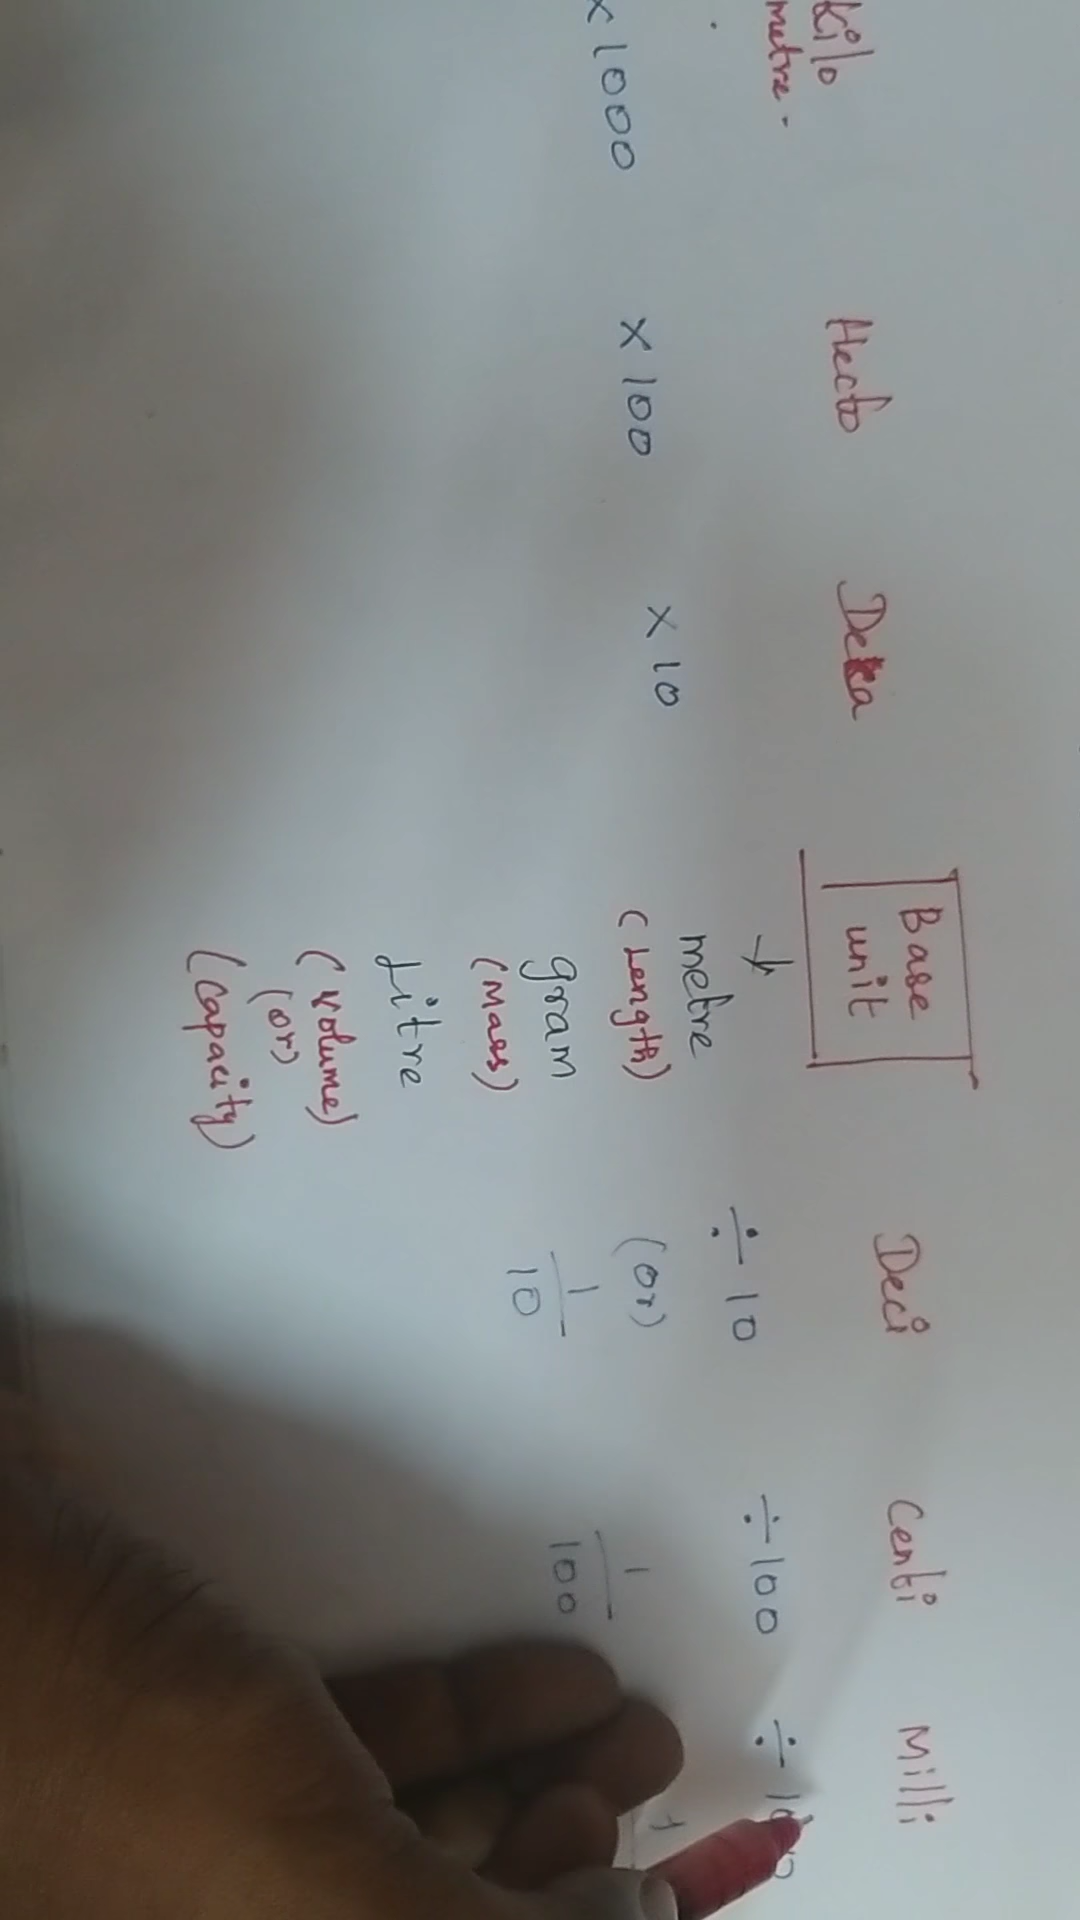 Kilo Hecto Deka Base unit Deci Centi Milli
metre.
× 1000 × 100 × 10 metre ÷ 10 ÷ 100 ÷
(Length) (or) 1/100
gram 1/10
(Mass)
Litre
(Volume)
(or)
(Capacity)